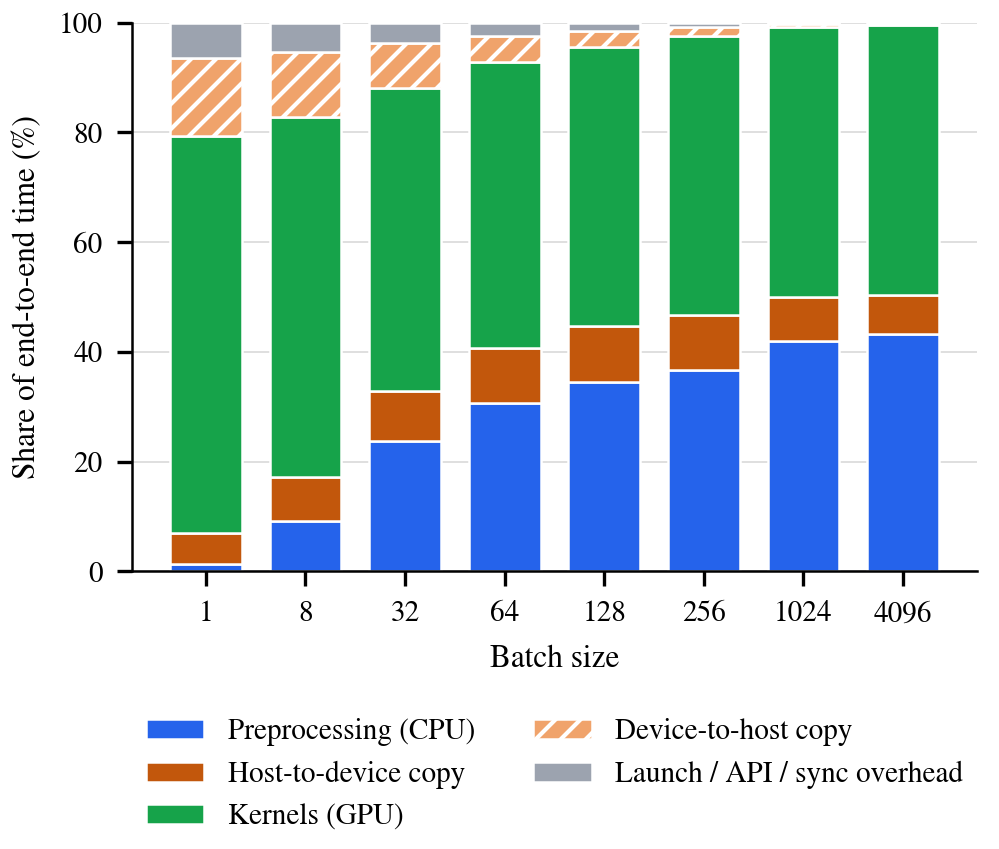 Share of end-to-end time (%)
100
80
60
40
20
0
1 8 32 64 128 256 1024 4096
Batch size
Preprocessing (CPU)
Host-to-device copy
Kernels (GPU)
Device-to-host copy
Launch / API / sync overhead